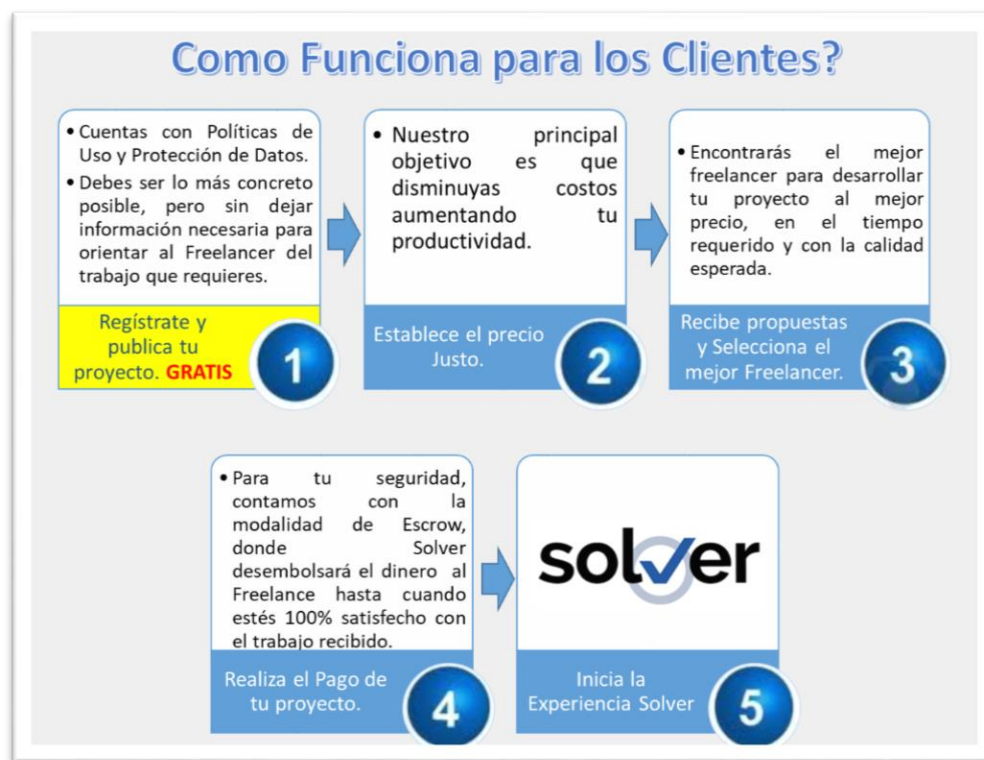 Como Funciona para los Clientes?
• Cuentas con Políticas de
Uso y Protección de Datos.
• Debes ser lo más concreto
posible, pero sin dejar
información necesaria para
orientar al Freelancer del
trabajo que requieres.
Regístrate y
publica tu
proyecto. GRATIS
1
• Nuestro principal
objetivo es que
disminuyas costos
aumentando tu
productividad.
Establece el precio
Justo.
2
• Encontrarás el mejor
freelancer para desarrollar
tu proyecto al mejor
precio, en el tiempo
requerido y con la calidad
esperada.
Recibe propuestas
y Selecciona el
mejor Freelancer.
3
• Para tu seguridad,
contamos con la
modalidad de Escrow,
donde Solver
desembolsará el dinero al
Freelance hasta cuando
estés 100% satisfecho con
el trabajo recibido.
Realiza el Pago de
tu proyecto.
4
solver
Inicia la
Experiencia Solver
5